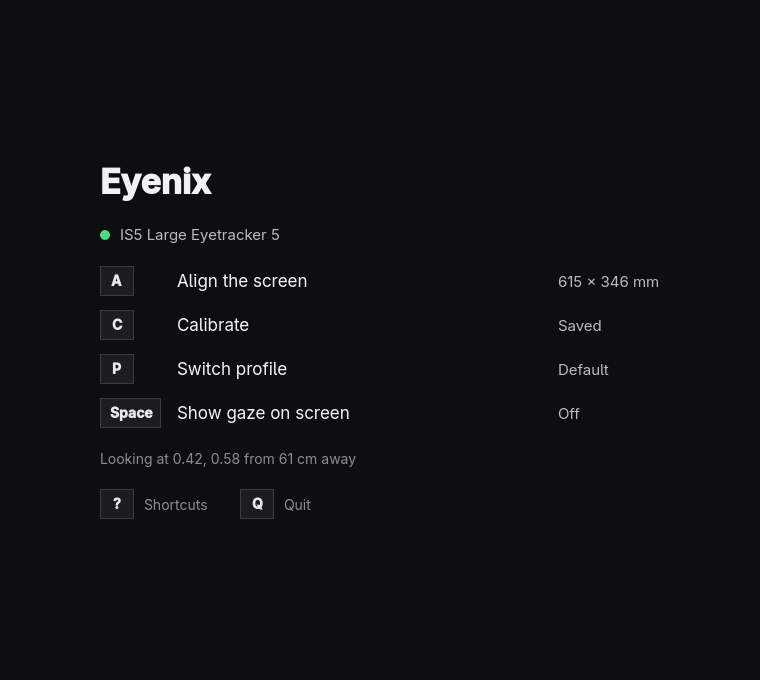 Eyenix
IS5 Large Eyetracker 5
A Align the screen 615 × 346 mm
C Calibrate Saved
P Switch profile Default
Space Show gaze on screen Off
Looking at 0.42, 0.58 from 61 cm away
? Shortcuts Q Quit